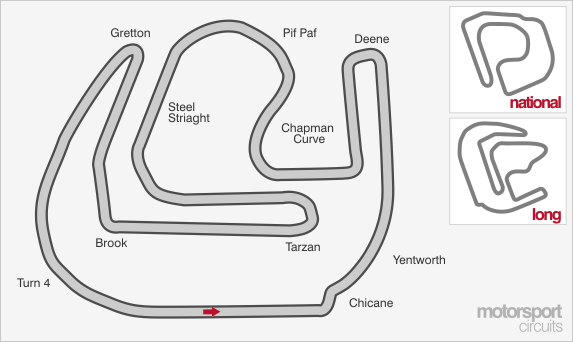 Gretton
Pif Paf
Deene
national
Steel
Striaght
Chapman
Curve
long
Brook
Tarzan
Yentworth
Turn 4
Chicane
motorsport
circuits